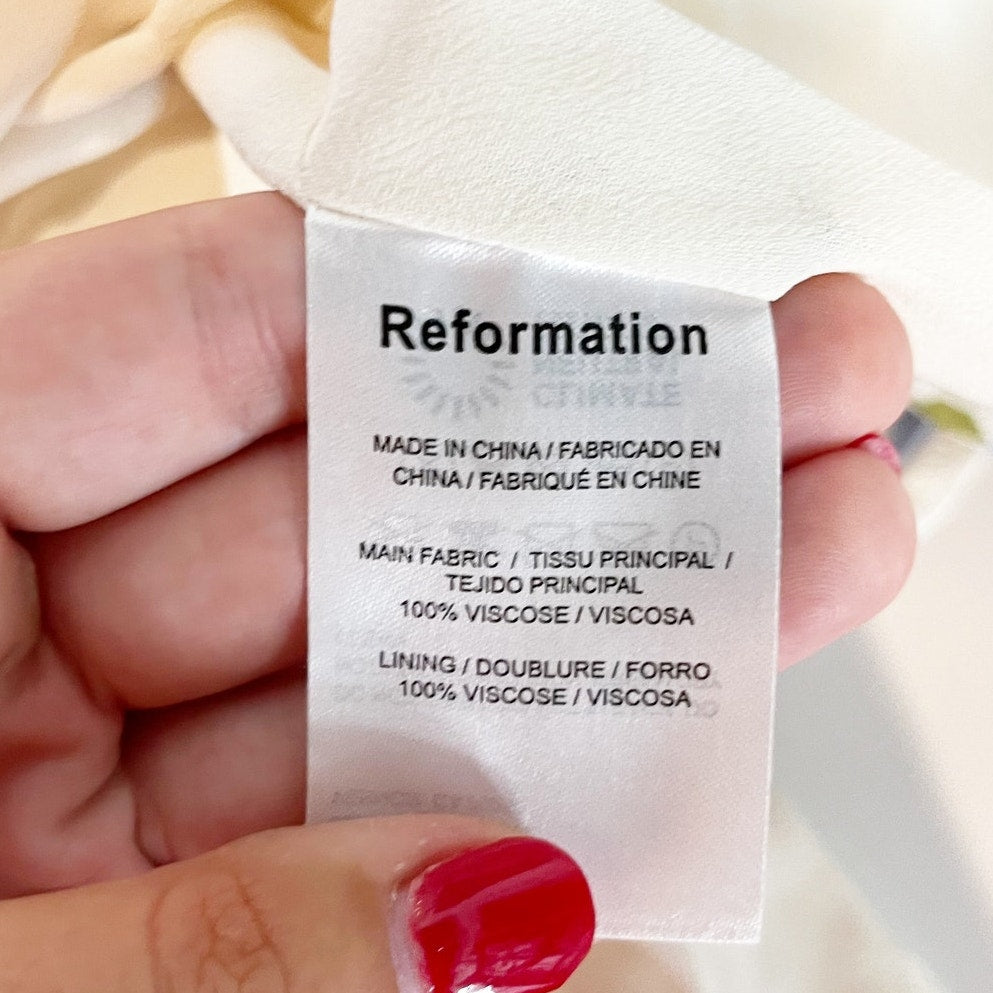 Reformation
MADE IN CHINA / FABRICADO EN
CHINA / FABRIQUÉ EN CHINE
MAIN FABRIC / TISSU PRINCIPAL /
TEJIDO PRINCIPAL
100% VISCOSE / VISCOSA
LINING / DOUBLURE / FORRO
100% VISCOSE / VISCOSA